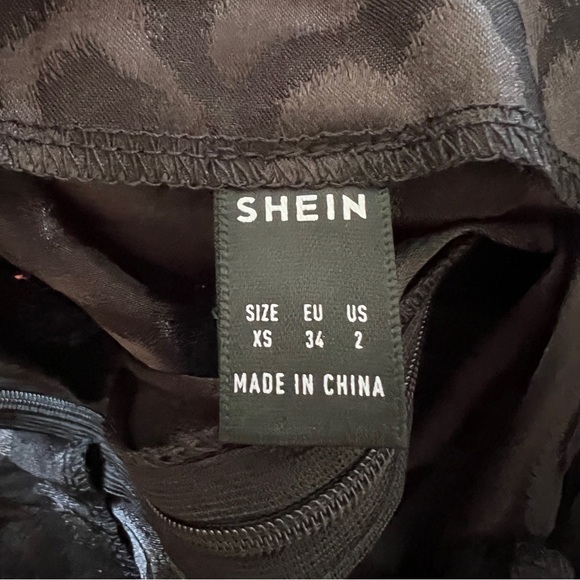 SHEIN
SIZE EU US
XS 34 2
MADE IN CHINA